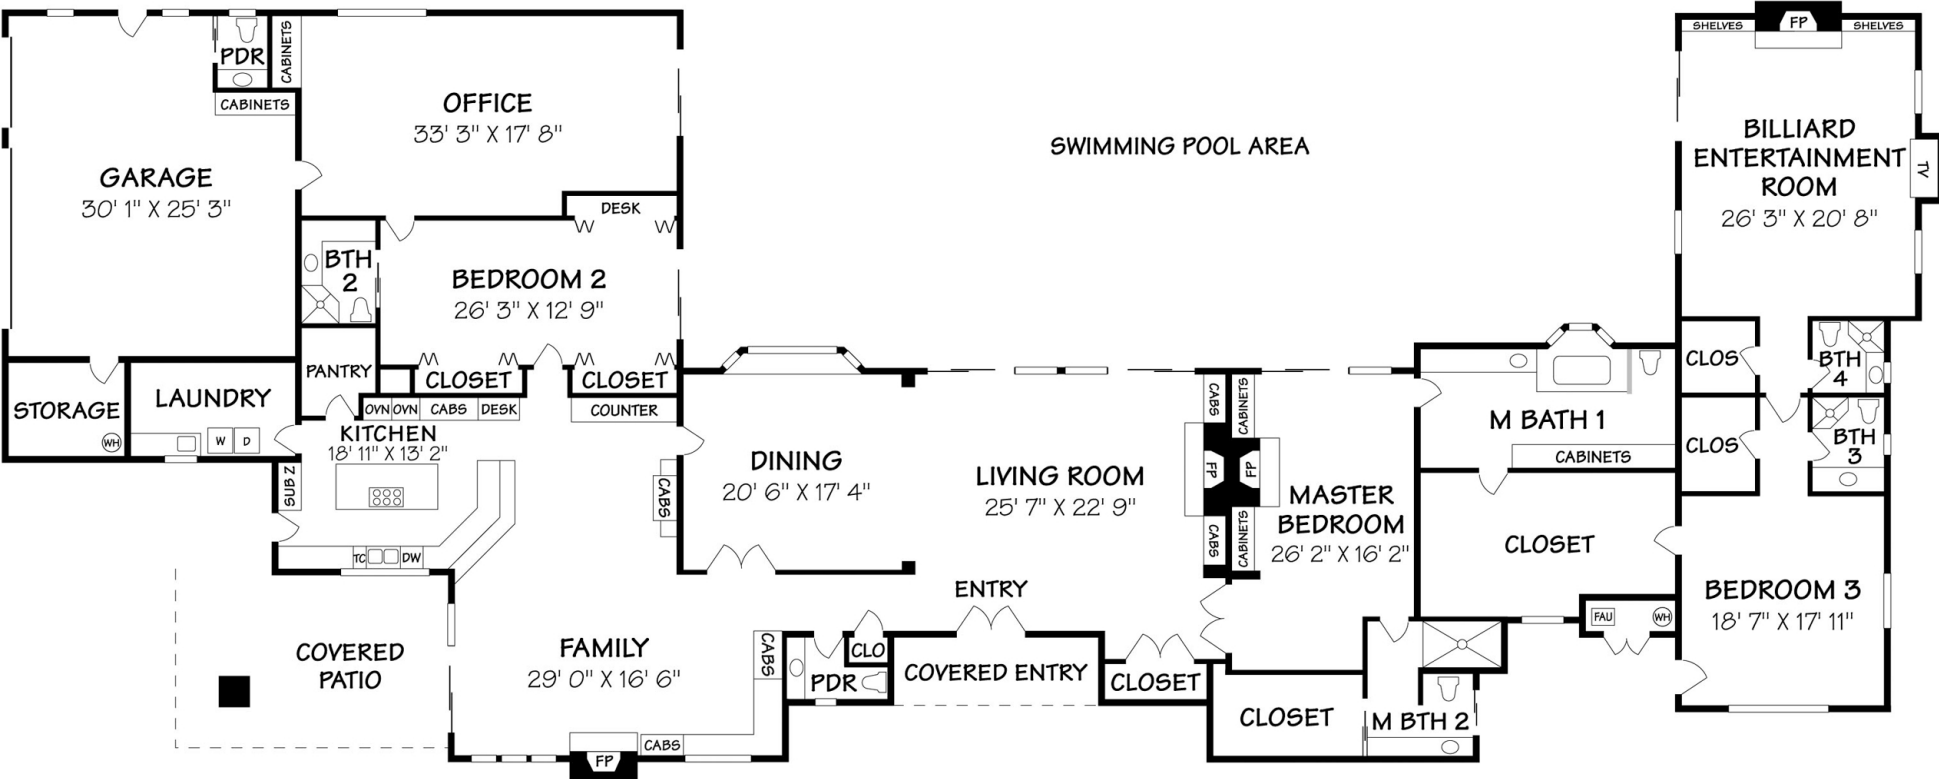 PDR
CABINETS
CABINETS
GARAGE
30' 1" X 25' 3"
OFFICE
33' 3" X 17' 8"
DESK
BTH
2
BEDROOM 2
26' 3" X 12' 9"
PANTRY
CLOSET
CLOSET
STORAGE
WH
LAUNDRY
W
D
OVN
OVN
CABS
DESK
COUNTER
KITCHEN
18' 11" X 13' 2"
SUB Z
TC
DW
CABS
DINING
20' 6" X 17' 4"
SWIMMING POOL AREA
LIVING ROOM
25' 7" X 22' 9"
ENTRY
COVERED
PATIO
FAMILY
29' 0" X 16' 6"
CABS
CABS
FP
PDR
CLO
COVERED ENTRY
CLOSET
CABS
CABINETS
FP
FP
CABS
CABINETS
MASTER
BEDROOM
26' 2" X 16' 2"
M BATH 1
CABINETS
CLOSET
FAU
WH
CLOSET
M BTH 2
SHELVES
FP
SHELVES
BILLIARD
ENTERTAINMENT
ROOM
26' 3" X 20' 8"
TV
CLOS
BTH
4
CLOS
BTH
3
BEDROOM 3
18' 7" X 17' 11"